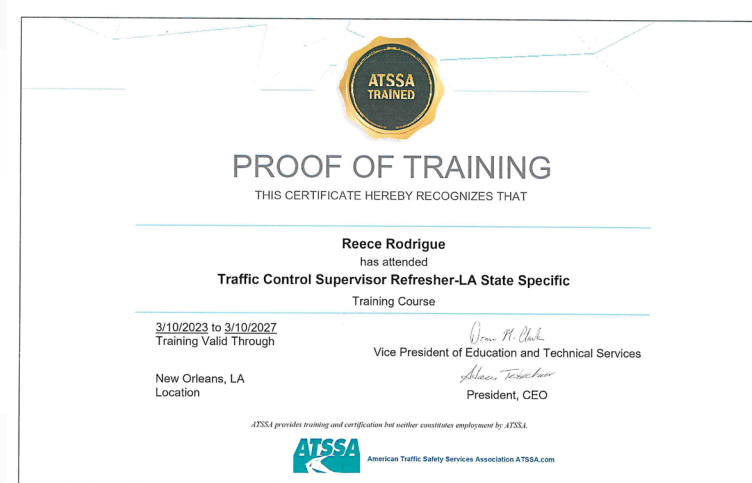 ATSSA
TRAINED
PROOF OF TRAINING
THIS CERTIFICATE HEREBY RECOGNIZES THAT
Reece Rodrigue
has attended
Traffic Control Supervisor Refresher-LA State Specific
Training Course
3/10/2023 to 3/10/2027
Training Valid Through
Vice President of Education and Technical Services
New Orleans, LA
Location
President, CEO
ATSSA provides training and certification but neither constitutes employment by ATSSA.
ATSSA
American Traffic Safety Services Association ATSSA.com